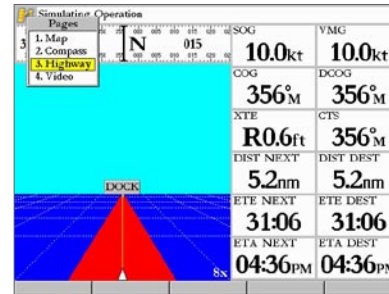 Simulating Operation
Pages
1. Map
2. Compass
3. Highway
4. Video
3
N
015
SOG
10.0kt
VMG
10.0kt
COG
356°M
DCOG
356°M
XTE
R0.6ft
CTS
356°M
DIST NEXT
5.2nm
DIST DEST
5.2nm
ETE NEXT
31:06
ETE DEST
31:06
ETA NEXT
04:36PM
ETA DEST
04:36PM
DOCK
8x